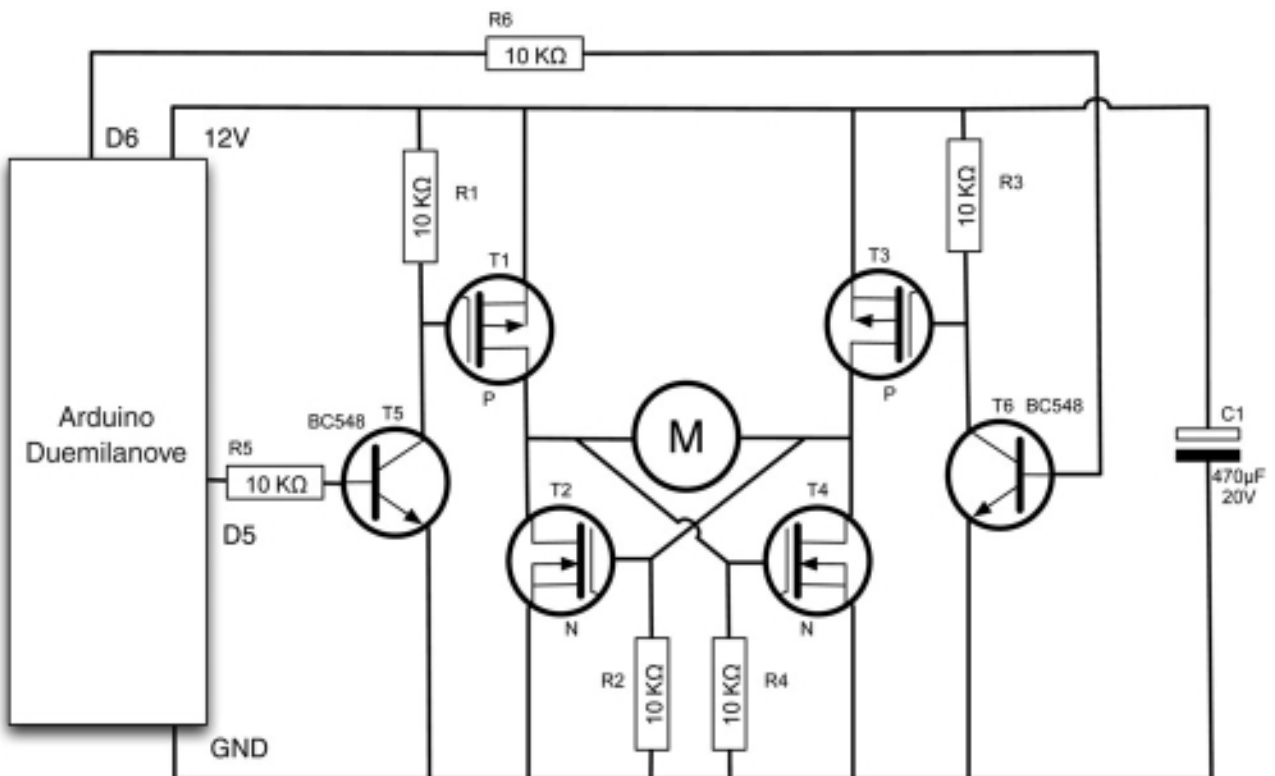 R6
10 KΩ
D6
12V
10 KΩ
R1
10 KΩ
R3
T1
T3
P
P
Arduino
Duemilanove
BC548
T5
M
T6
BC548
C1
470µF
20V
R5
10 KΩ
D5
T2
T4
N
N
R2
10 KΩ
10 KΩ
R4
GND